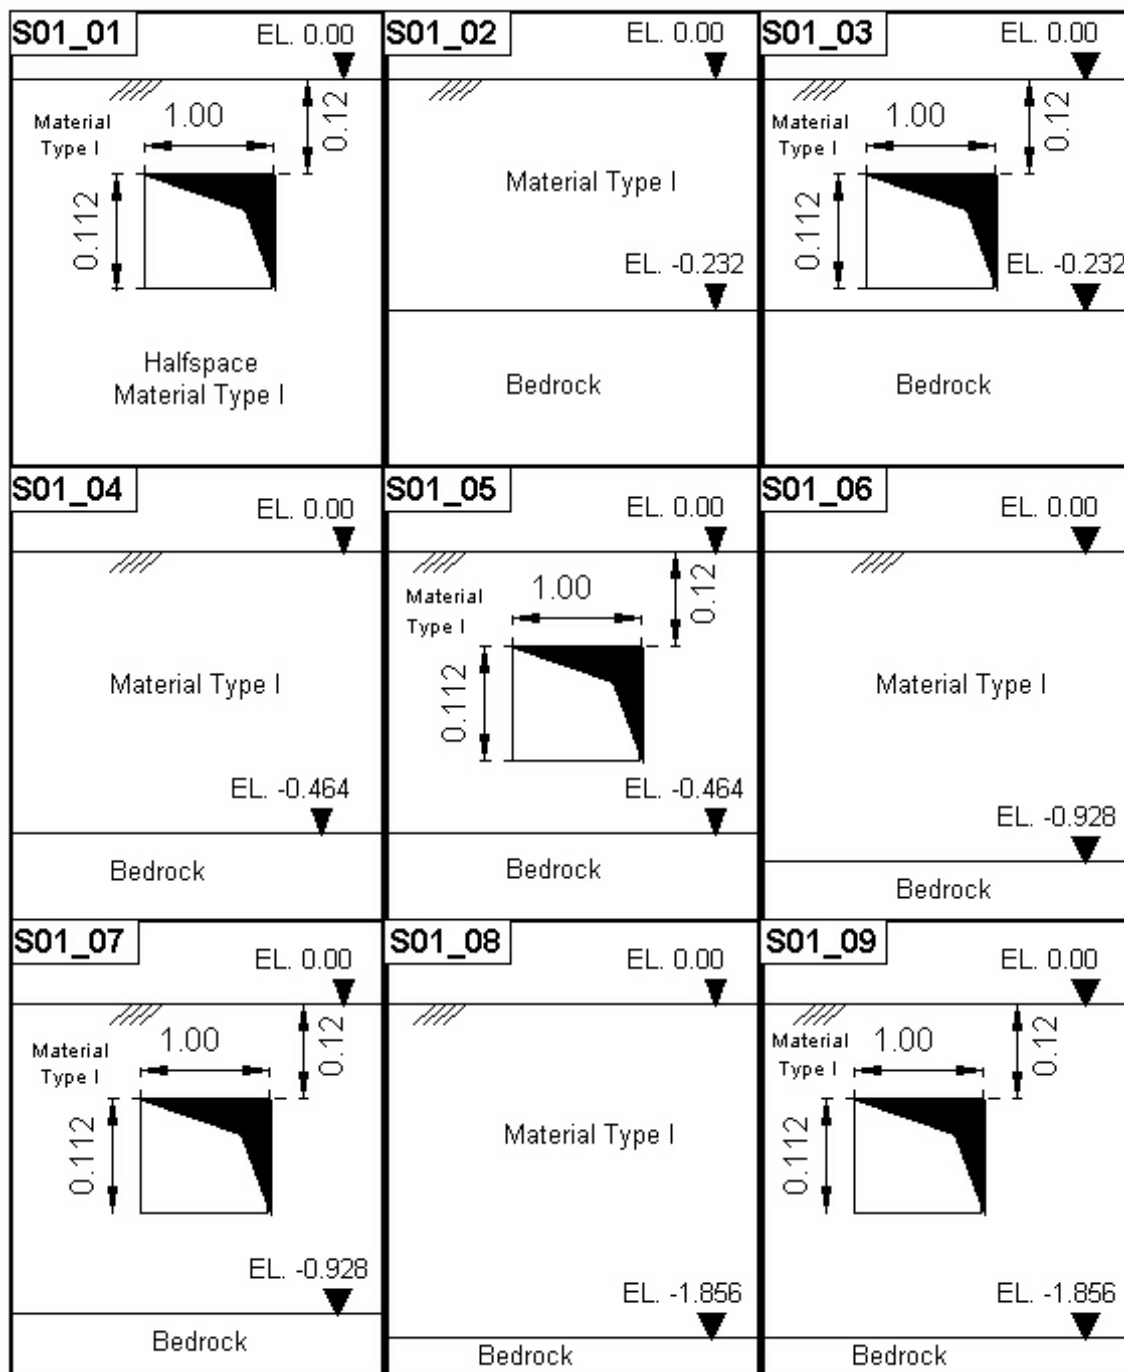 S01_01
EL. 0.00
Material
Type I
1.00
0.12
0.112
Halfspace
Material Type I
S01_02
EL. 0.00
Material Type I
EL. -0.232
Bedrock
S01_03
EL. 0.00
Material
Type I
1.00
0.12
0.112
EL. -0.232
Bedrock
S01_04
EL. 0.00
Material Type I
EL. -0.464
Bedrock
S01_05
EL. 0.00
Material
Type I
1.00
0.12
0.112
EL. -0.464
Bedrock
S01_06
EL. 0.00
Material Type I
EL. -0.928
Bedrock
S01_07
EL. 0.00
Material
Type I
1.00
0.12
0.112
EL. -0.928
Bedrock
S01_08
EL. 0.00
Material Type I
EL. -1.856
Bedrock
S01_09
EL. 0.00
Material
Type I
1.00
0.12
0.112
EL. -1.856
Bedrock